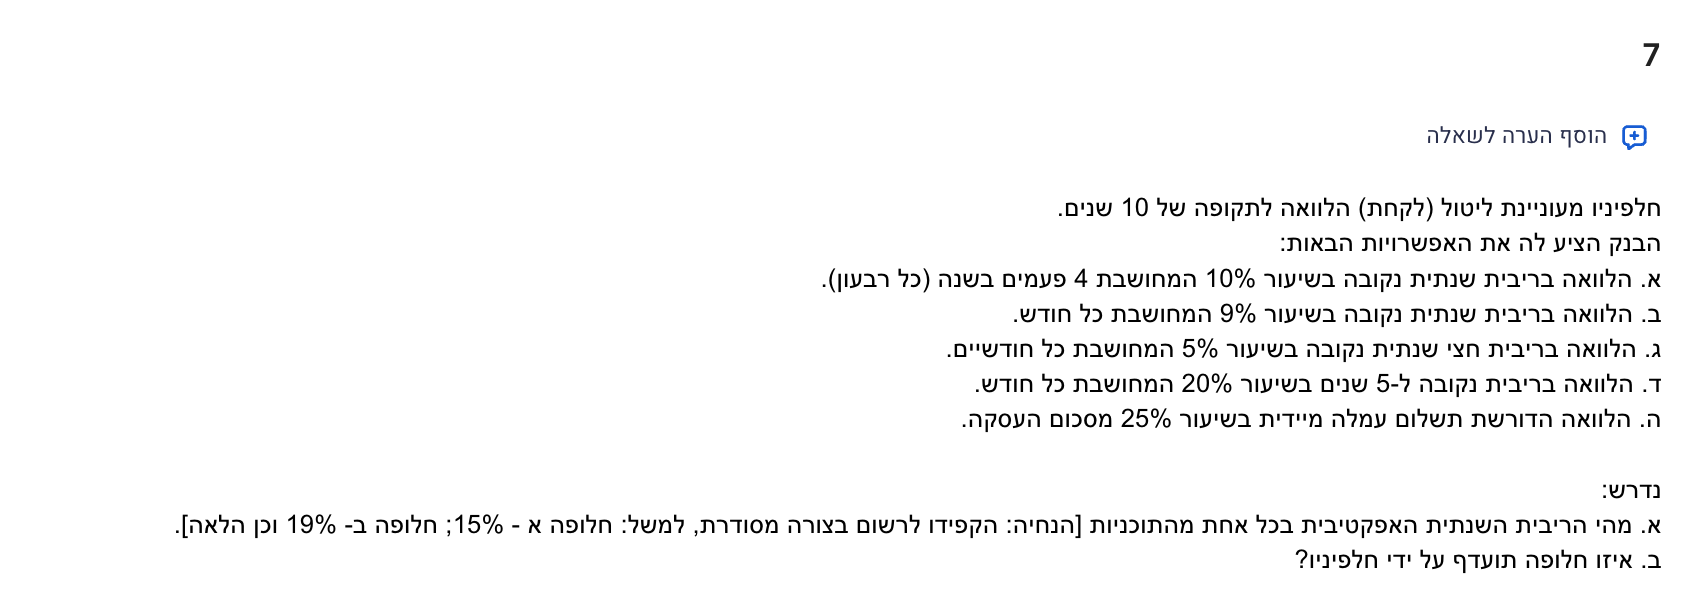 7
הוסף הערה לשאלה
חלפיניו מעוניינת ליטול (לקחת) הלוואה לתקופה של 10 שנים.
הבנק הציע לה את האפשרויות הבאות:
א. הלוואה בריבית שנתית נקובה בשיעור 10% המחושבת 4 פעמים בשנה (כל רבעון).
ב. הלוואה בריבית שנתית נקובה בשיעור 9% המחושבת כל חודש.
ג. הלוואה בריבית חצי שנתית נקובה בשיעור 5% המחושבת כל חודשיים.
ד. הלוואה בריבית נקובה ל-5 שנים בשיעור 20% המחושבת כל חודש.
ה. הלוואה הדורשת תשלום עמלה מיידית בשיעור 25% מסכום העסקה.
נדרש:
א. מהי הריבית השנתית האפקטיבית בכל אחת מהתוכניות [הנחיה: הקפידו לרשום בצורה מסודרת, למשל: חלופה א - 15%; חלופה ב- 19% וכן הלאה].
ב. איזו חלופה תועדף על ידי חלפיניו?